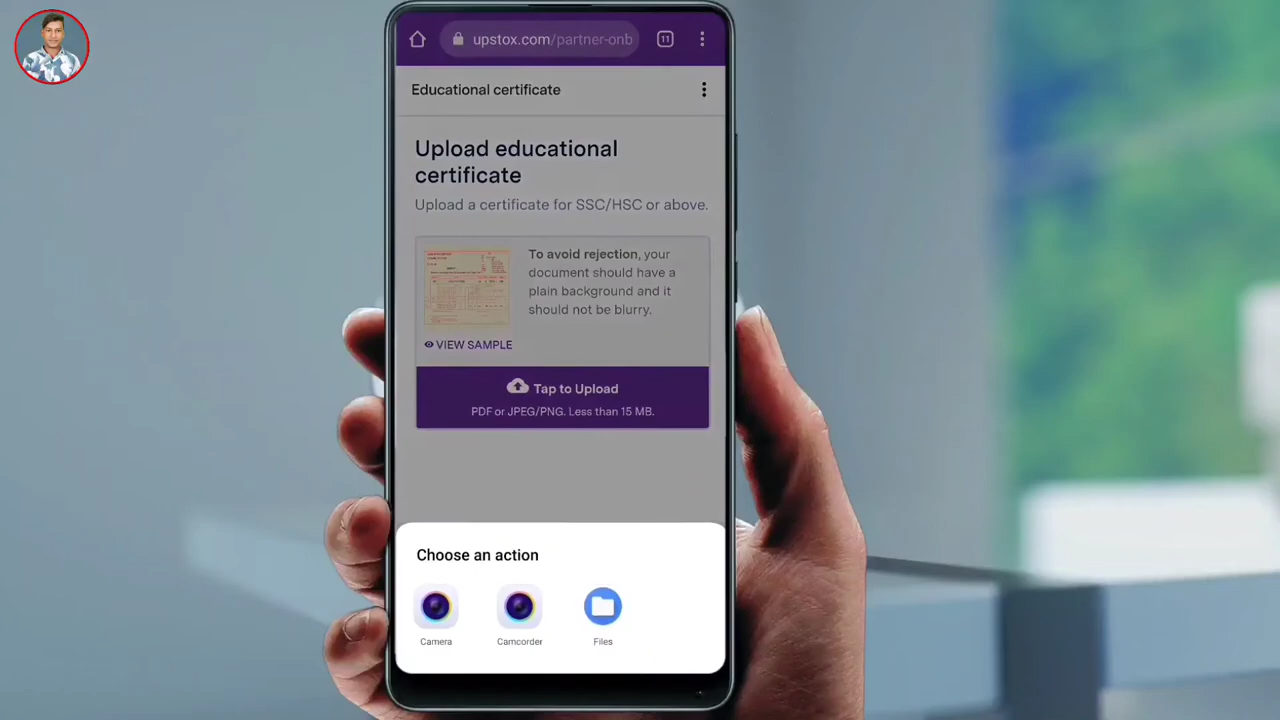 upstox.com/partner-onb
11
Educational certificate
Upload educational
certificate
Upload a certificate for SSC/HSC or above.
To avoid rejection, your
document should have a
plain background and it
should not be blurry.
VIEW SAMPLE
Tap to Upload
PDF or JPEG/PNG. Less than 15 MB.
Choose an action
Camera
Camcorder
Files